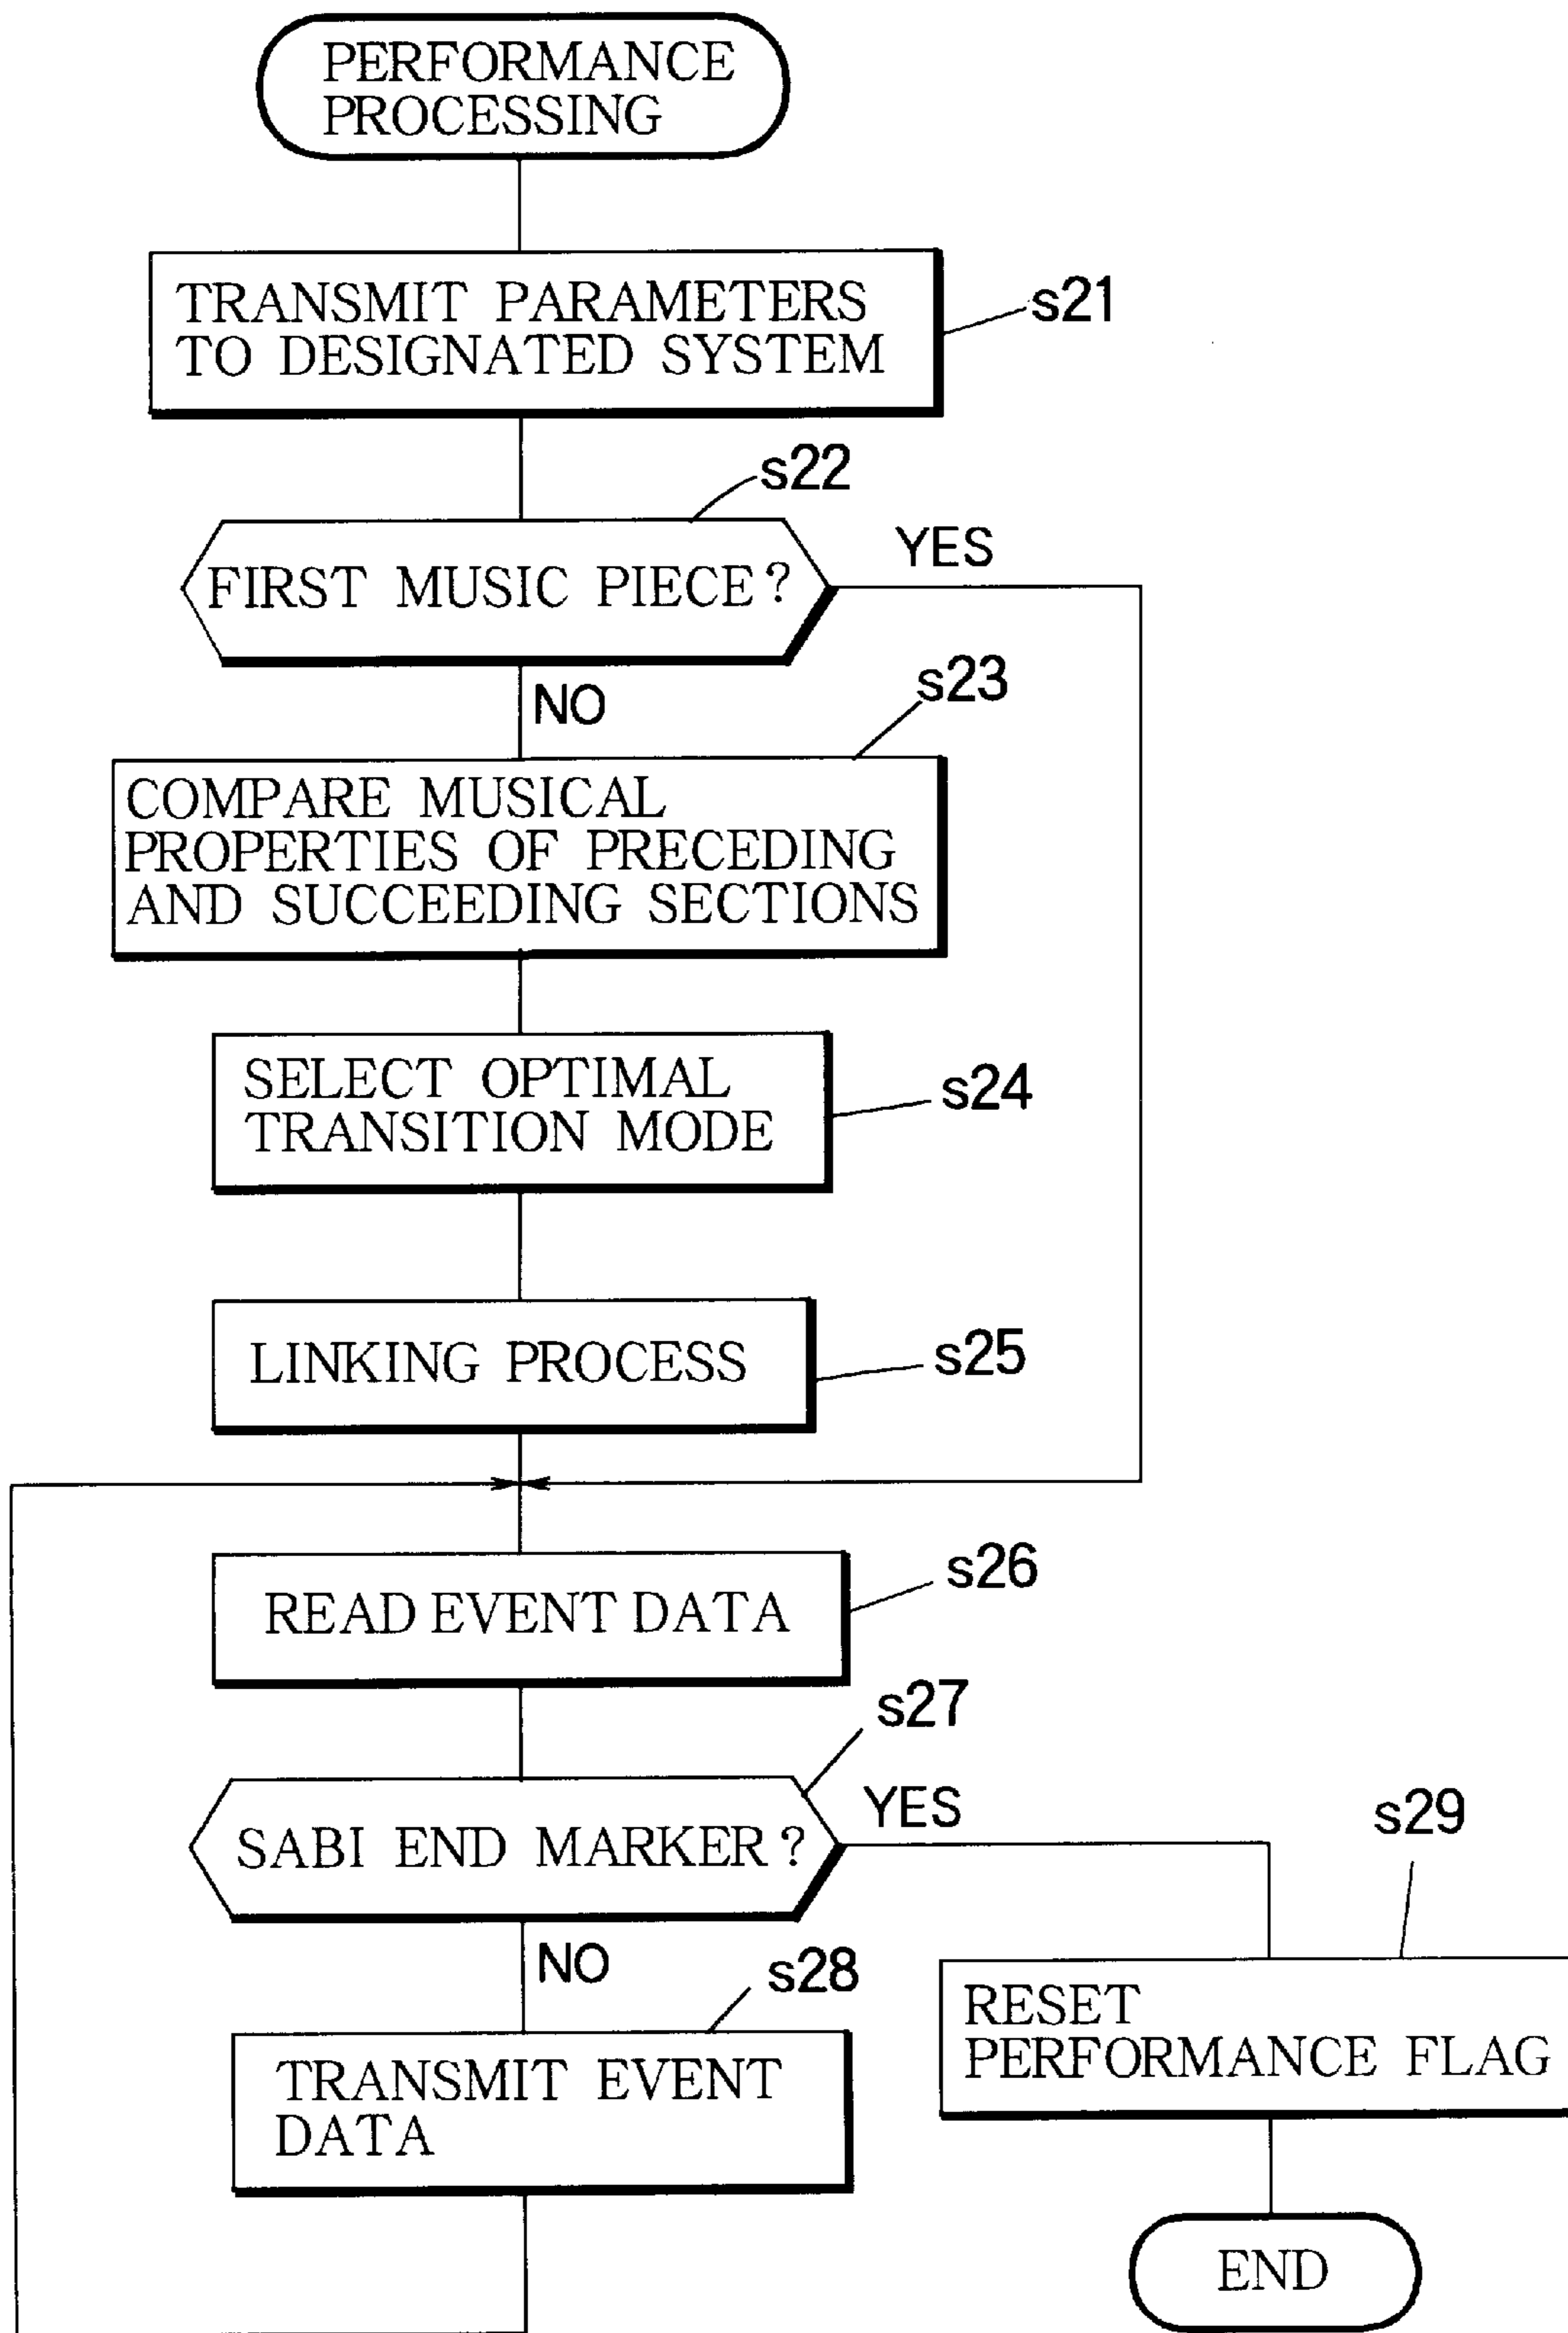 PERFORMANCE
PROCESSING
TRANSMIT PARAMETERS
TO DESIGNATED SYSTEM
s21
s22
FIRST MUSIC PIECE?
YES
NO
s23
COMPARE MUSICAL
PROPERTIES OF PRECEDING
AND SUCCEEDING SECTIONS
SELECT OPTIMAL
TRANSITION MODE
s24
LINKING PROCESS
s25
READ EVENT DATA
s26
s27
SABI END MARKER?
YES
NO
s28
TRANSMIT EVENT
DATA
s29
RESET
PERFORMANCE FLAG
END